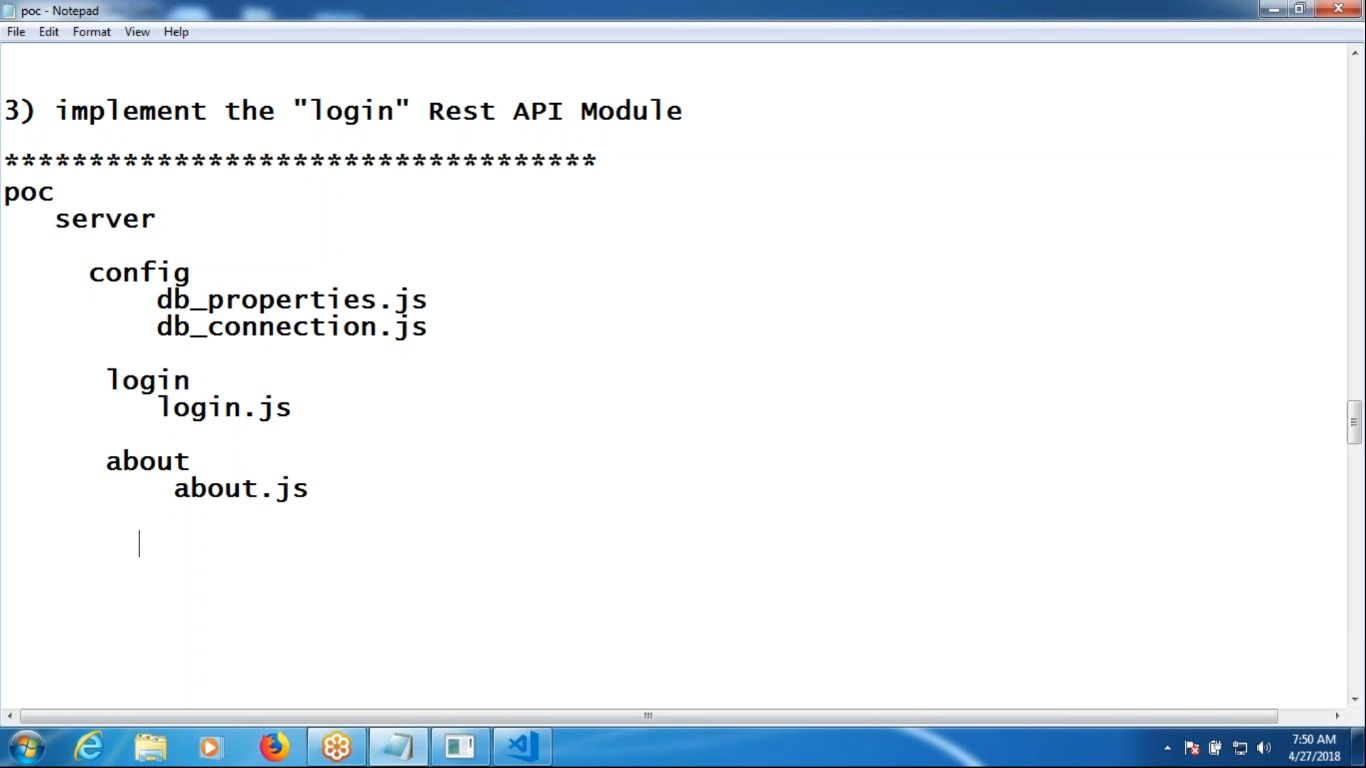 poc - Notepad
File Edit Format View Help
3) implement the "login" Rest API Module
***********************************
poc
server
config
db_properties.js
db_connection.js
login
login.js
about
about.js
7:50 AM
4/27/2018